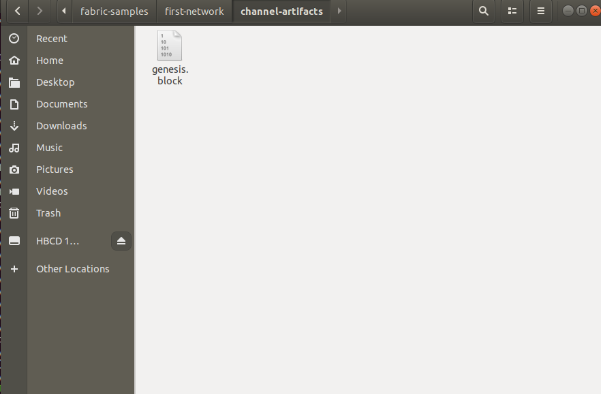 fabric-samples first-network channel-artifacts
Recent
Home
Desktop
Documents
Downloads
Music
Pictures
Videos
Trash
HBCD 1...
Other Locations
1
10
101
1010
genesis.
block